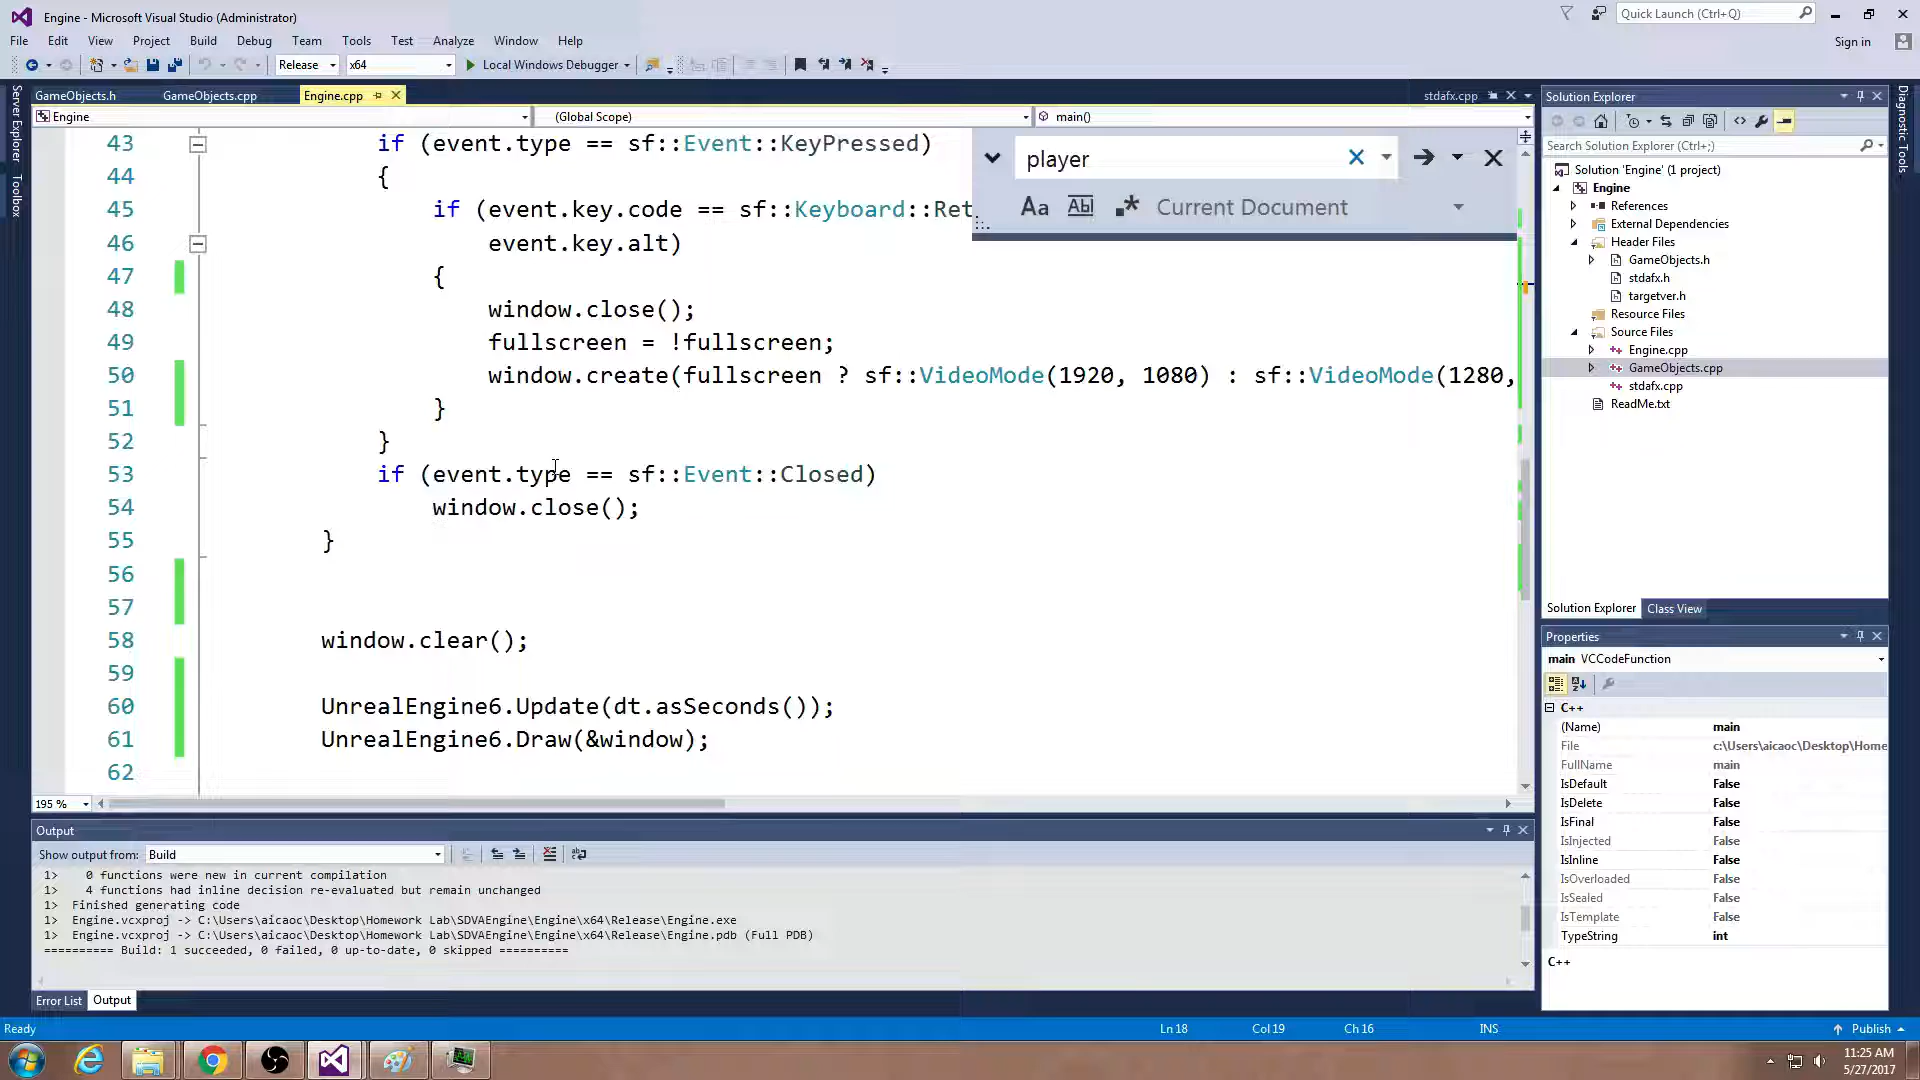 Engine - Microsoft Visual Studio (Administrator)
Quick Launch (Ctrl+Q)
File Edit View Project Build Debug Team Tools Test Analyze Window Help
Sign in
Release x64 Local Windows Debugger
GameObjects.h GameObjects.cpp Engine.cpp stdafx.cpp
Engine (Global Scope) main()
Server Explorer
Toolbox
43 if (event.type == sf::Event::KeyPressed)
44 {
45 if (event.key.code == sf::Keyboard::Ret
46 event.key.alt)
47 {
48 window.close();
49 fullscreen = !fullscreen;
50 window.create(fullscreen ? sf::VideoMode(1920, 1080) : sf::VideoMode(1280,
51 }
52 }
53 if (event.type == sf::Event::Closed)
54 window.close();
55 }
56
57
58 window.clear();
59
60 UnrealEngine6.Update(dt.asSeconds());
61 UnrealEngine6.Draw(&window);
62
player
Aa Abl .* Current Document
195 %
Output
Show output from: Build
1> 0 functions were new in current compilation
1> 4 functions had inline decision re-evaluated but remain unchanged
1> Finished generating code
1> Engine.vcxproj -> C:\Users\aicaoc\Desktop\Homework Lab\SDVAEngine\Engine\x64\Release\Engine.exe
1> Engine.vcxproj -> C:\Users\aicaoc\Desktop\Homework Lab\SDVAEngine\Engine\x64\Release\Engine.pdb (Full PDB)
========== Build: 1 succeeded, 0 failed, 0 up-to-date, 0 skipped ==========
Error List Output
Solution Explorer
Search Solution Explorer (Ctrl+;)
Solution 'Engine' (1 project)
Engine
References
External Dependencies
Header Files
GameObjects.h
stdafx.h
targetver.h
Resource Files
Source Files
Engine.cpp
GameObjects.cpp
stdafx.cpp
ReadMe.txt
Solution Explorer Class View
Properties
main VCCodeFunction
C++
(Name) main
File c:\Users\aicaoc\Desktop\Home
FullName main
IsDefault False
IsDelete False
IsFinal False
IsInjected False
IsInline False
IsOverloaded False
IsSealed False
IsTemplate False
TypeString int
C++
Diagnostic Tools
Ready Ln 18 Col 19 Ch 16 INS Publish
11:25 AM
5/27/2017